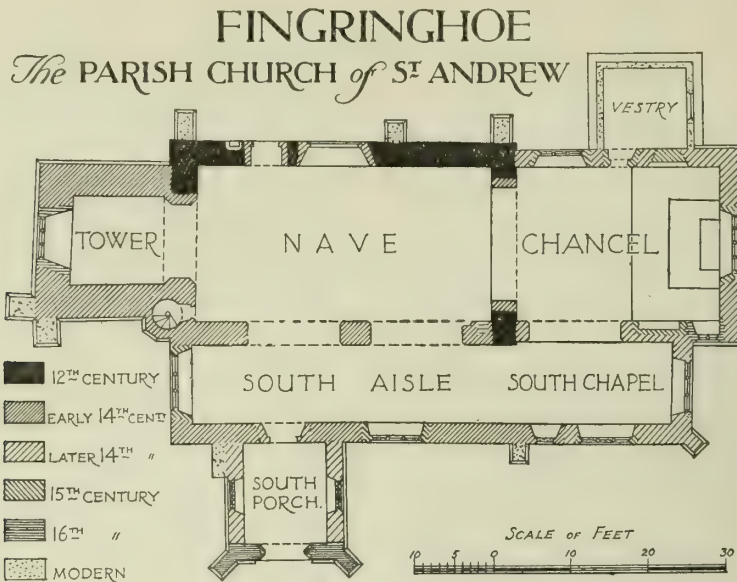 FINGRINGHOE
The PARISH CHURCH of ST ANDREW
VESTRY
TOWER
NAVE
CHANCEL
SOUTH AISLE
SOUTH CHAPEL
SOUTH
PORCH.
12TH CENTURY
EARLY 14TH CENTY
LATER 14TH "
15TH CENTURY
16TH "
MODERN
SCALE OF FEET
10 5 0 10 20 30